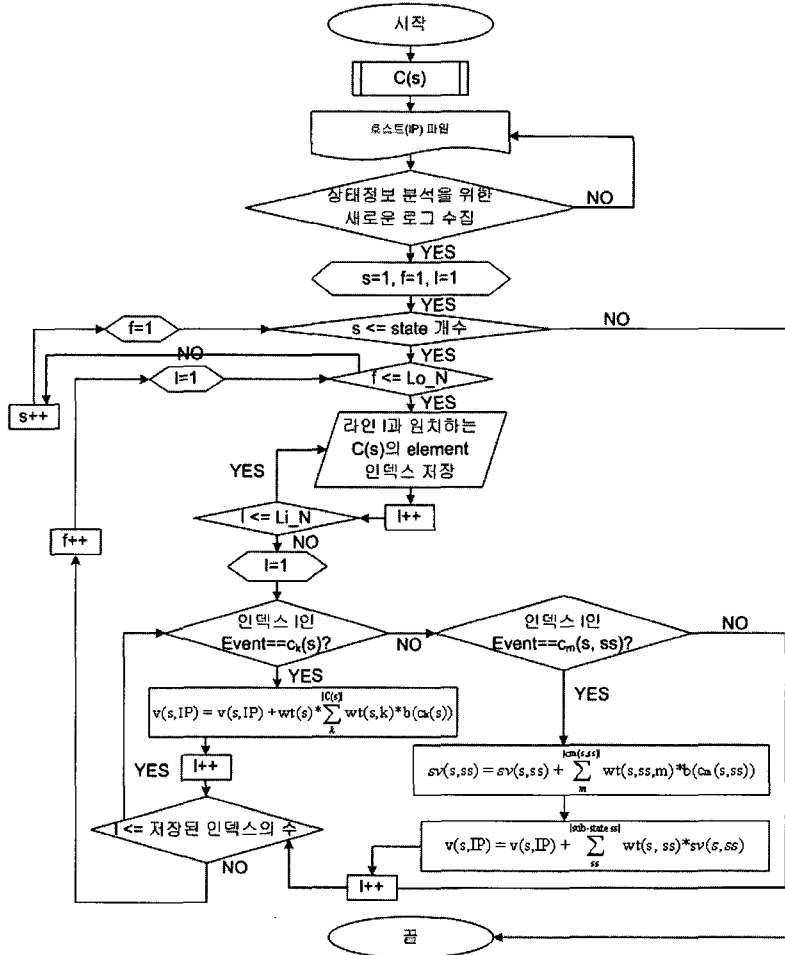 시작
C(s)
호스트(IP) 파일
상태정보 분석을 위한
새로운 로그 수집
NO
YES
s=1, f=1, l=1
YES
f=1
s <= state 개수
NO
YES
NO
l=1
f <= Lo_N
s++
YES
라인 l과 일치하는
C(s)의 element
인덱스 저장
YES
l <= Li_N
l++
f++
NO
l=1
인덱스 l인
Event==c_k(s)?
NO
인덱스 l인
Event==c_m(s, ss)?
NO
YES
YES
v(s,IP) = v(s,IP) + wt(s)*∑_k^{|C(s)|} wt(s,k)*b(c_k(s))
YES
l++
sv(s,ss) = sv(s,ss) + ∑_m^{|cm(s,ss)|} wt(s,ss,m)*b(c_m(s,ss))
l <= 저장된 인덱스의 수
v(s,IP) = v(s,IP) + ∑_{ss}^{|sub-state ss|} wt(s, ss)*sv(s,ss)
NO
l++
끝